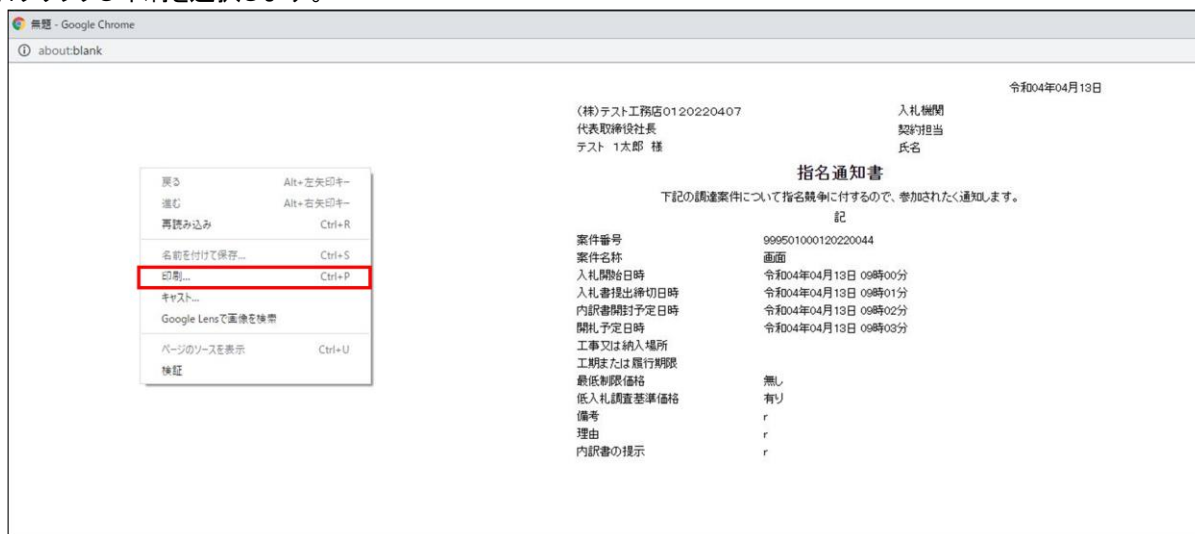 クリックし印刷を選択します。
無題 - Google Chrome
about:blank
令和04年04月13日
(株)テスト工務店0120220407 入札機関
代表取締役社長 契約担当
テスト 1太郎 様 氏名
指名通知書
下記の調達案件について指名競争に付するので、参加されたく通知します。
記
戻る Alt+左矢印キー
進む Alt+右矢印キー
再読み込み Ctrl+R
名前を付けて保存... Ctrl+S
印刷... Ctrl+P
キャスト...
Google Lensで画像を検索
ページのソースを表示 Ctrl+U
検証
案件番号 999501000120220044
案件名称 画面
入札開始日時 令和04年04月13日 09時00分
入札書提出締切日時 令和04年04月13日 09時01分
内訳書開封予定日時 令和04年04月13日 09時02分
開札予定日時 令和04年04月13日 09時03分
工事又は納入場所
工期または履行期限
最低制限価格 無し
低入札調査基準価格 有り
備考 r
理由 r
内訳書の提示 r